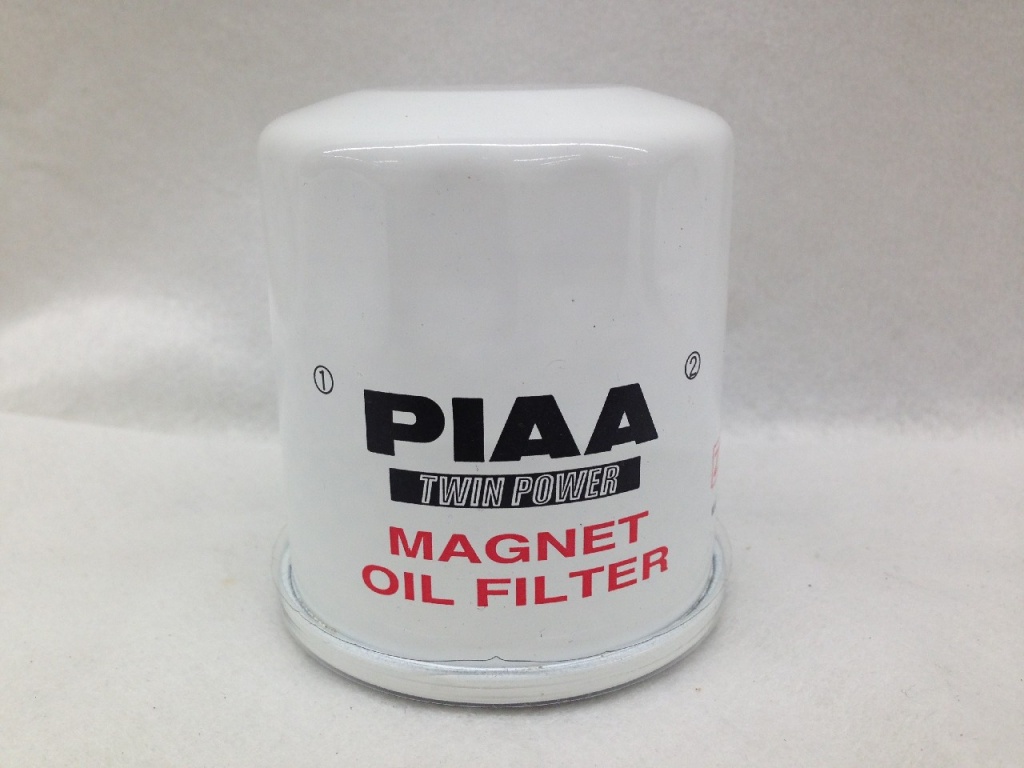 ① ②
PIAA
TWIN POWER
MAGNET
OIL FILTER